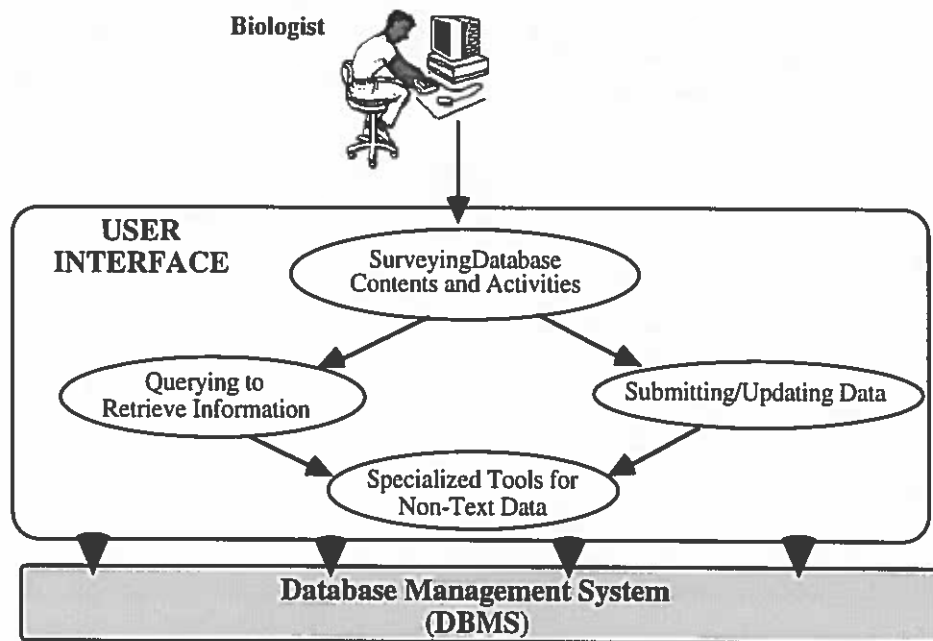 Biologist
USER
INTERFACE
SurveyingDatabase
Contents and Activities
Querying to
Retrieve Information
Submitting/Updating Data
Specialized Tools for
Non-Text Data
Database Management System
(DBMS)